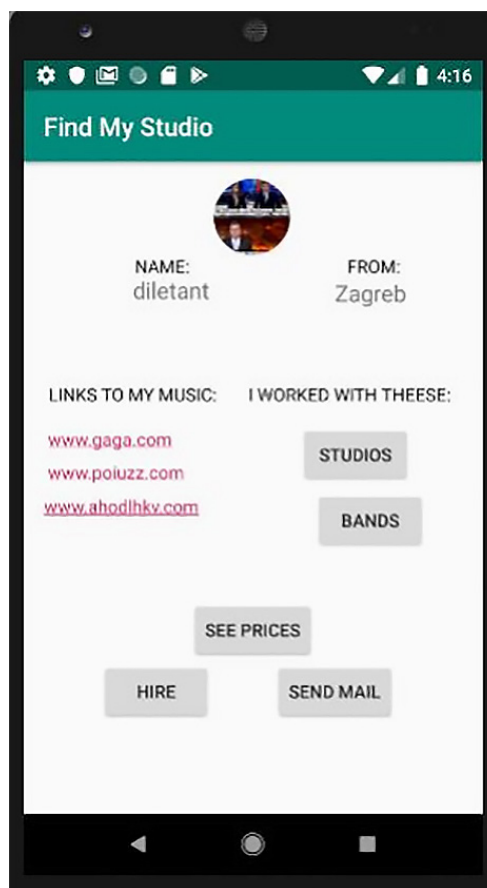 4:16
Find My Studio
NAME:
diletant
FROM:
Zagreb
LINKS TO MY MUSIC:
www.gaga.com
www.poiuzz.com
www.ahodlhkv.com
I WORKED WITH THEESE:
STUDIOS
BANDS
SEE PRICES
HIRE
SEND MAIL